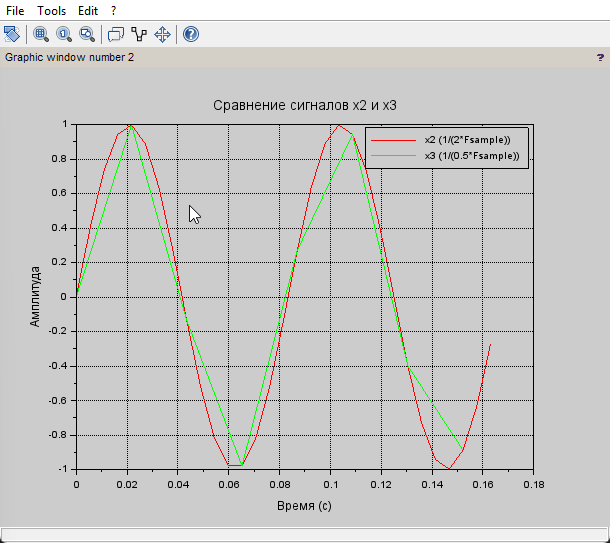 File Tools Edit ?
Graphic window number 2 ?
Сравнение сигналов x2 и x3
x2 (1/(2*Fsample))
x3 (1/(0.5*Fsample))
1
0.8
0.6
0.4
0.2
0
-0.2
-0.4
-0.6
-0.8
-1
Амплитуда
0 0.02 0.04 0.06 0.08 0.1 0.12 0.14 0.16 0.18
Время (с)